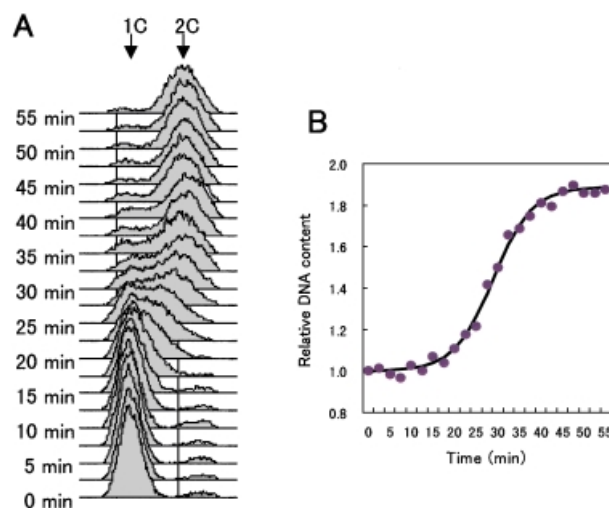 A
1C 2C
55 min
50 min
45 min
40 min
35 min
30 min
25 min
20 min
15 min
10 min
5 min
0 min
B
Relative DNA content
2.0
1.8
1.6
1.4
1.2
1.0
0.8
0 5 10 15 20 25 30 35 40 45 50 55
Time (min)